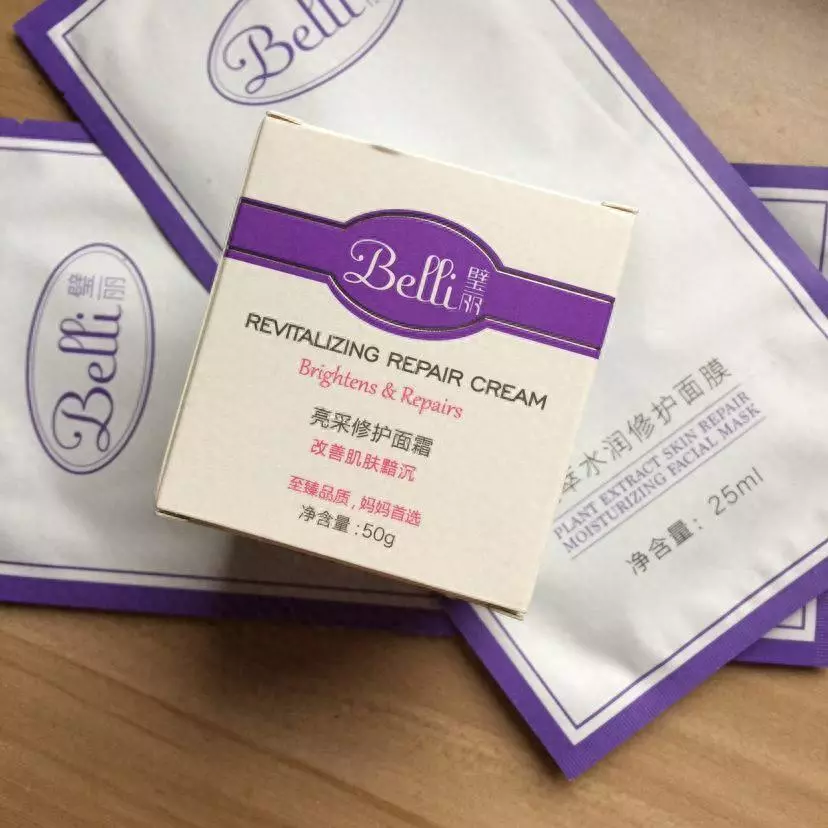 Belli
Belli 璧丽
Belli 璧丽
REVITALIZING REPAIR CREAM
Brightens & Repairs
亮采修护面霜
改善肌肤黯沉
至臻品质，妈妈首选
净含量：50g
萃水润修护面膜
PLANT EXTRACT SKIN REPAIR
MOISTURIZING FACIAL MASK
净含量：25ml